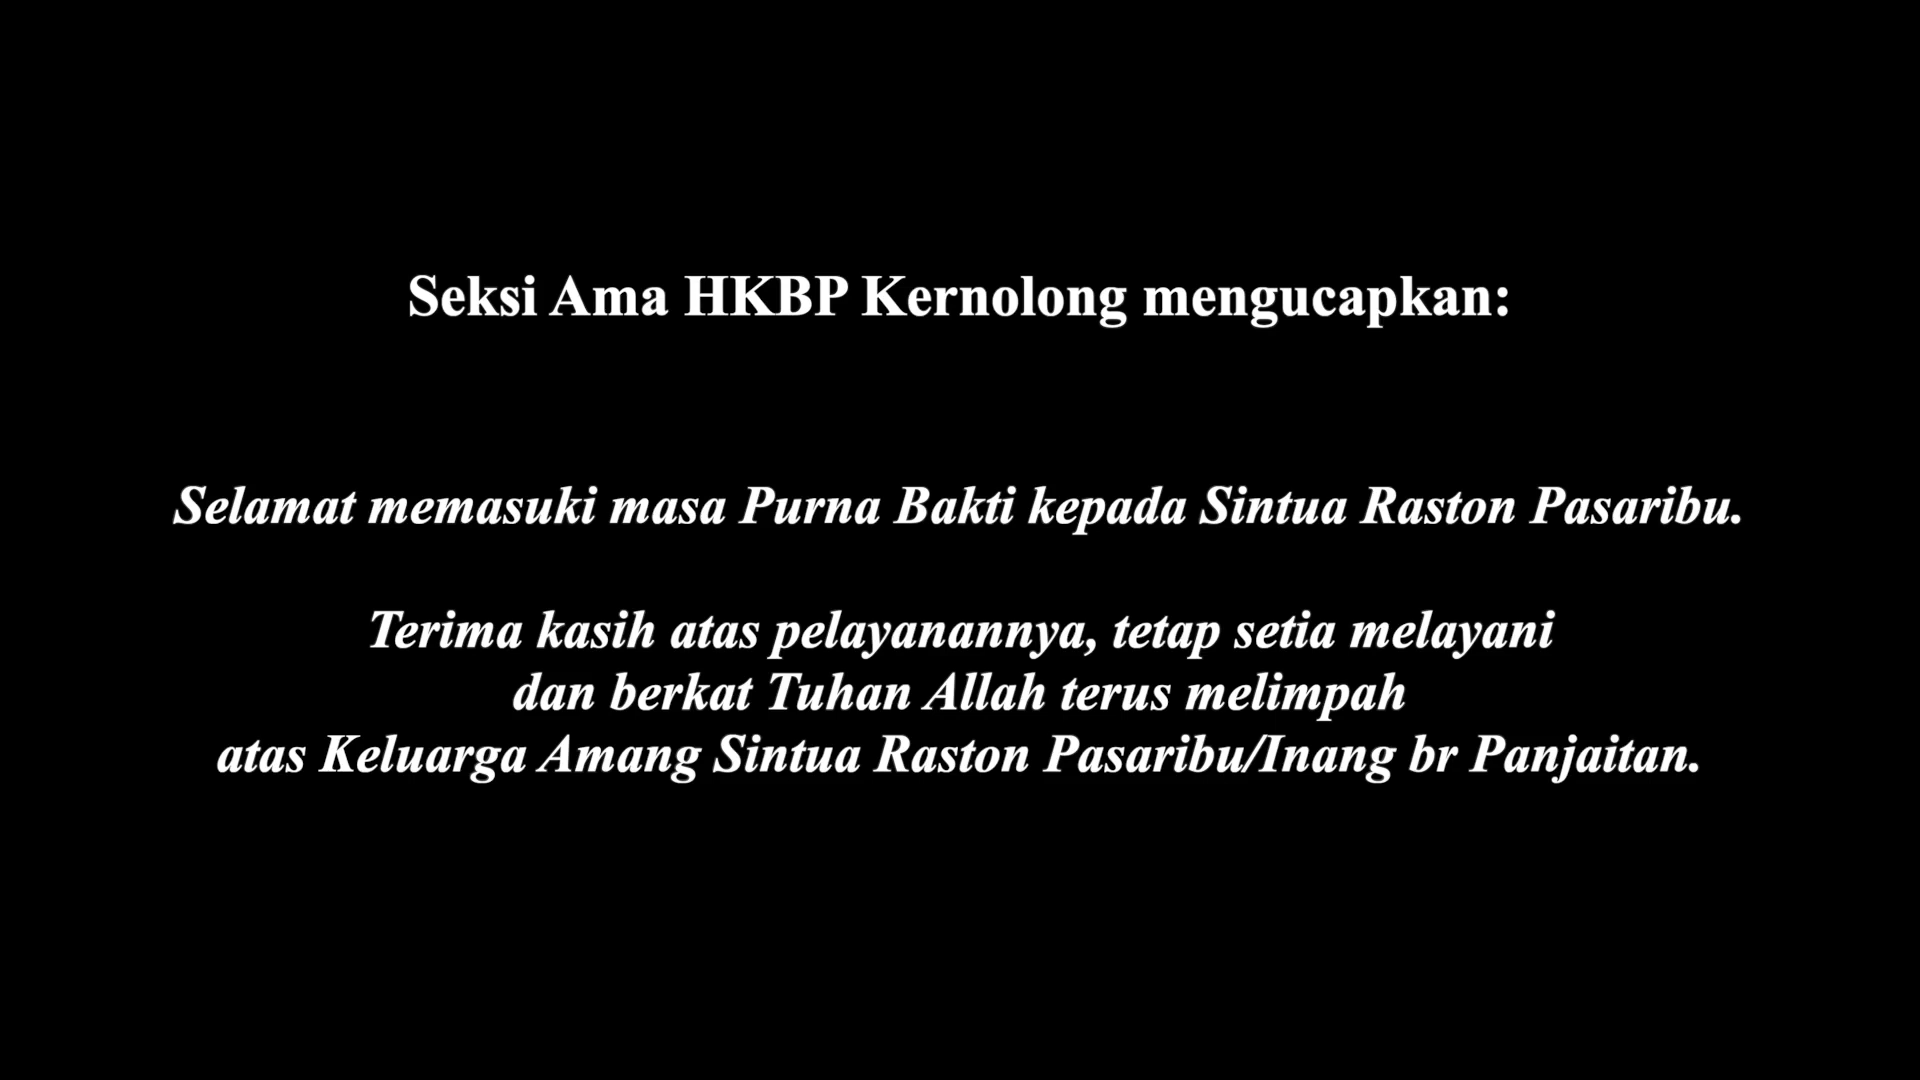 Seksi Ama HKBP Kernolong mengucapkan:
Selamat memasuki masa Purna Bakti kepada Sintua Raston Pasaribu.
Terima kasih atas pelayanannya, tetap setia melayani
dan berkat Tuhan Allah terus melimpah
atas Keluarga Amang Sintua Raston Pasaribu/Inang br Panjaitan.